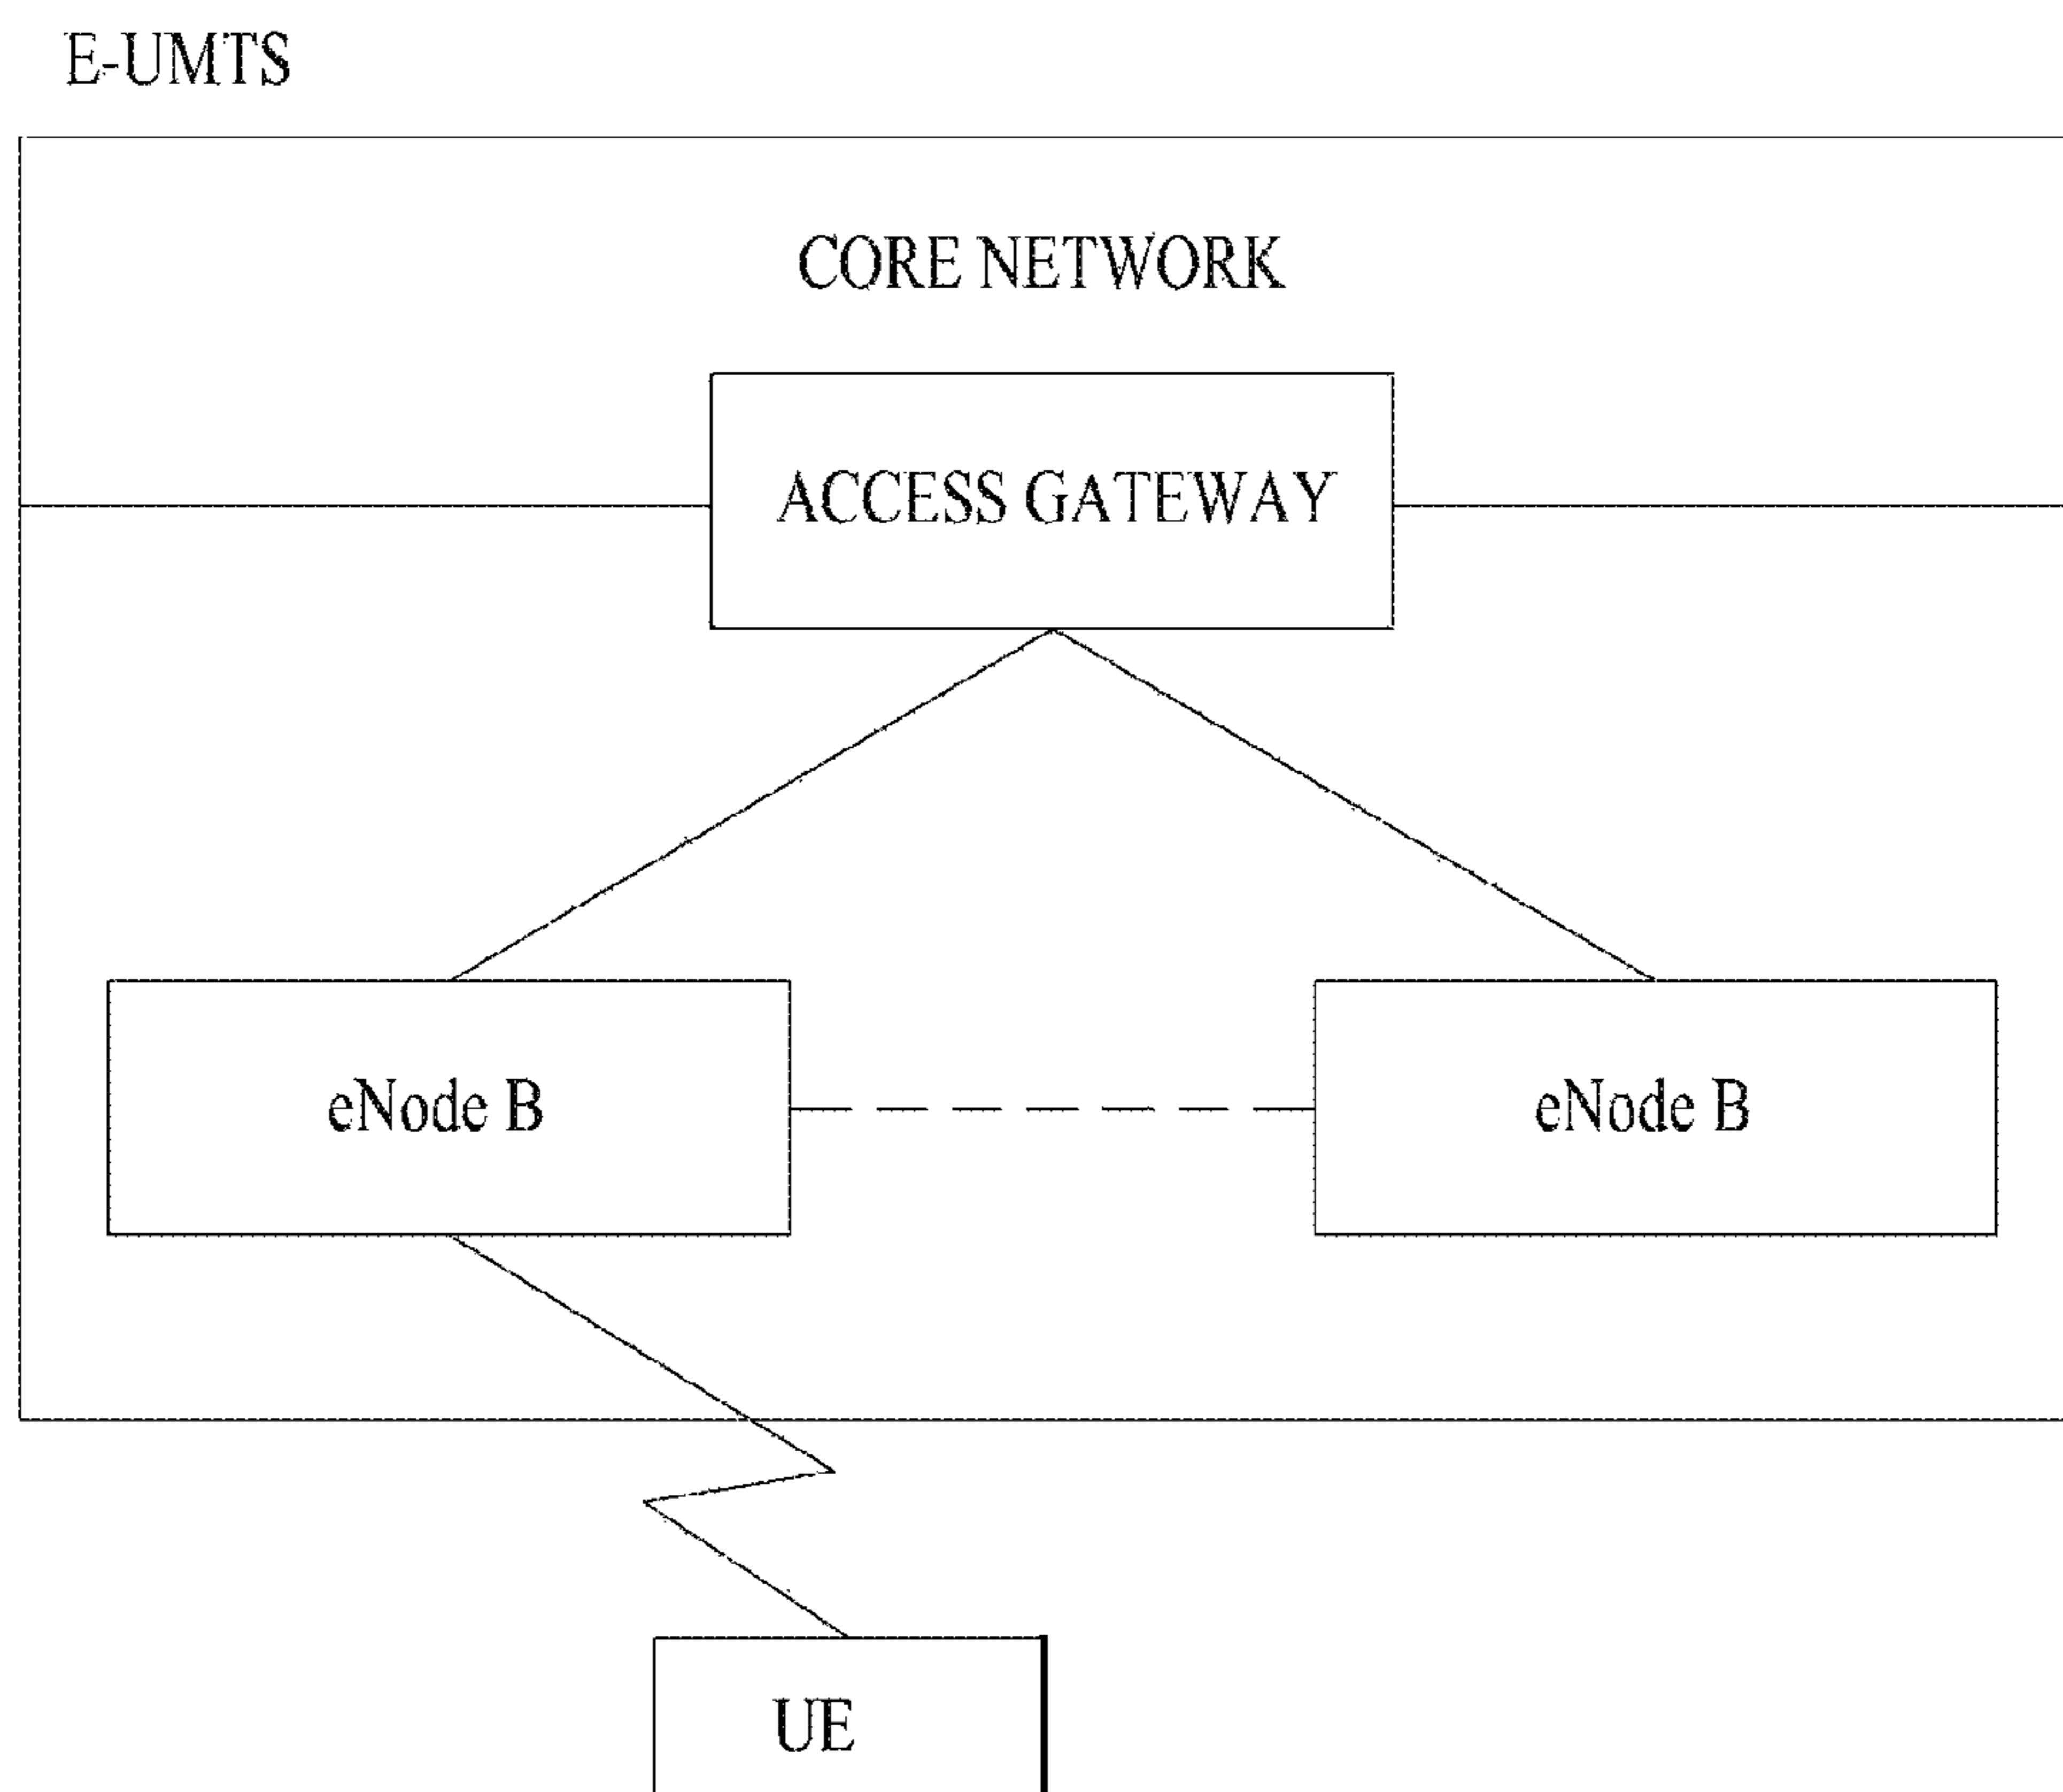 E-UMTS
CORE NETWORK
ACCESS GATEWAY
eNode B
eNode B
UE